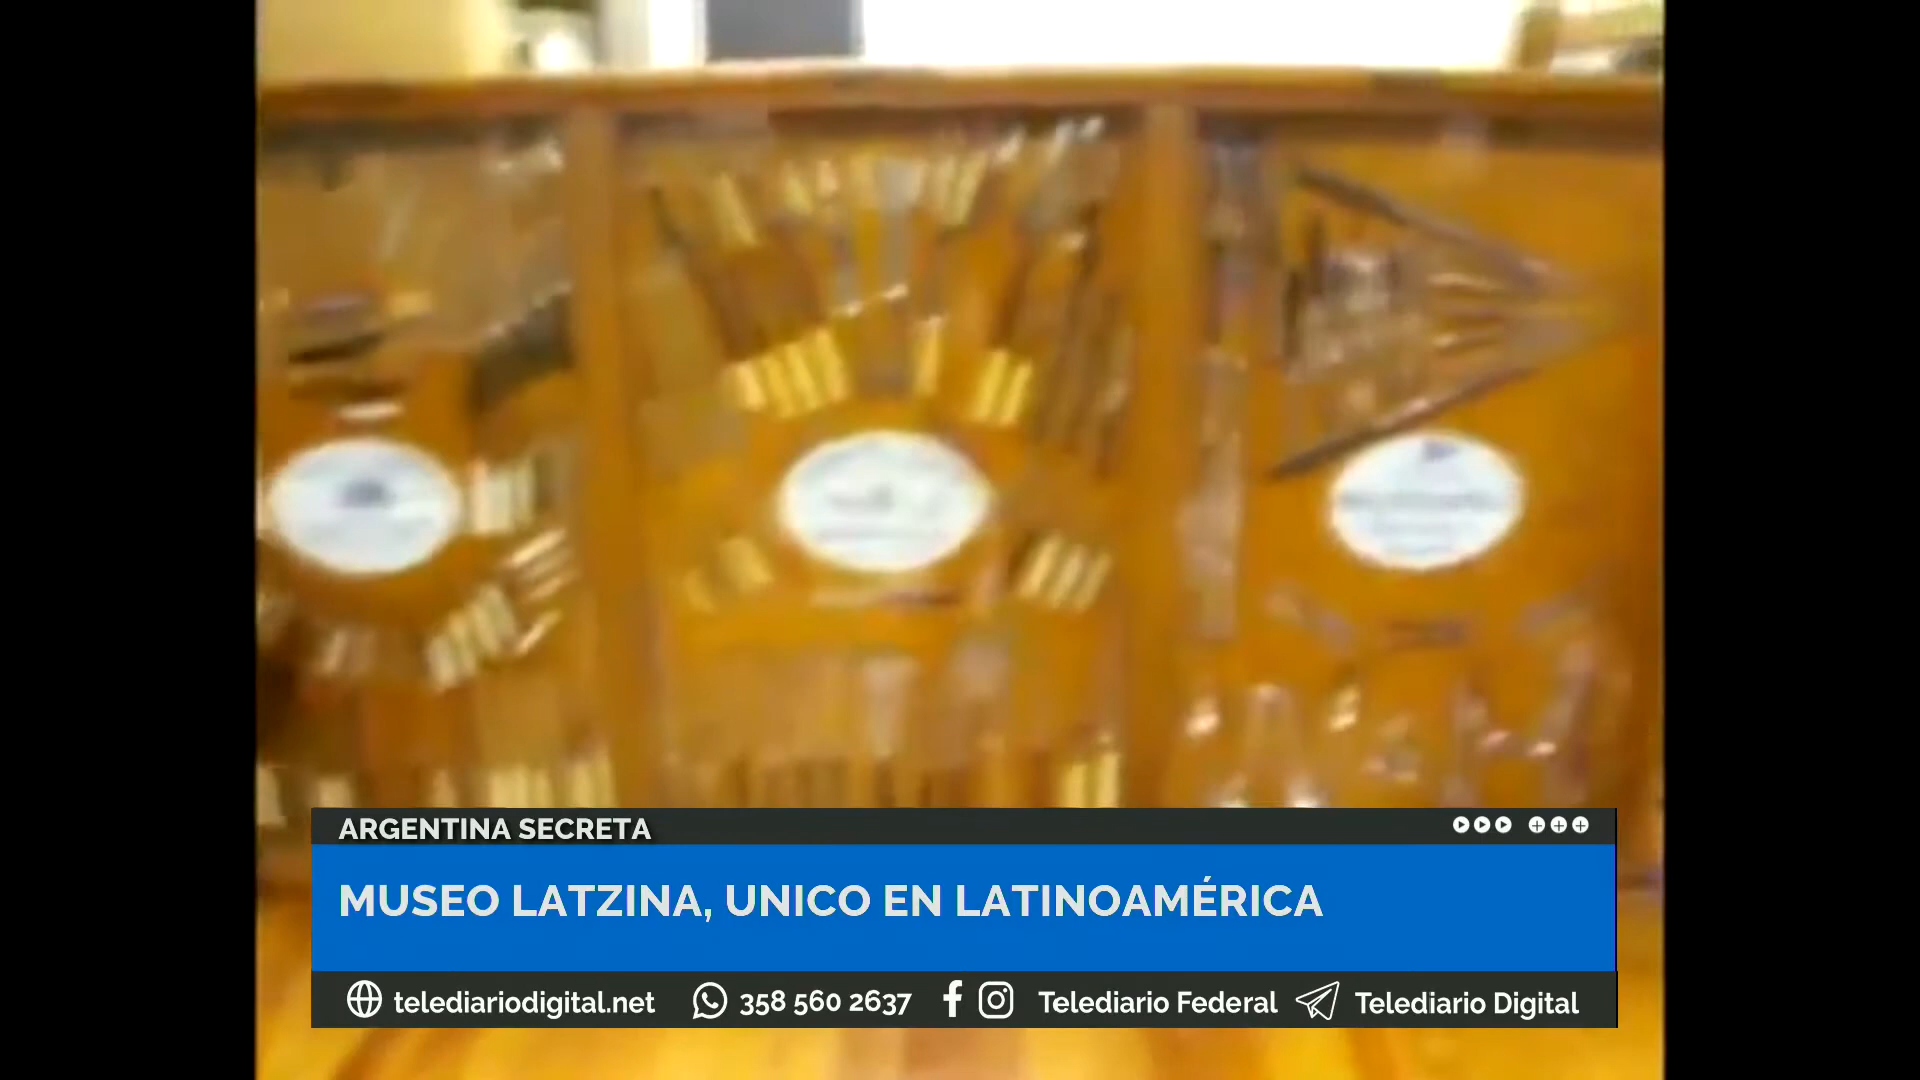 ARGENTINA SECRETA
MUSEO LATZINA, UNICO EN LATINOAMÉRICA
telediariodigital.net 358 560 2637 Telediario Federal Telediario Digital